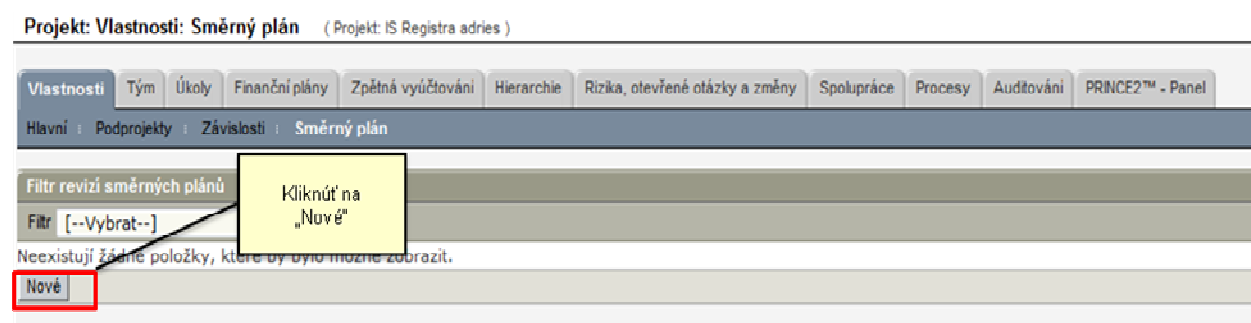 Projekt: Vlastnosti: Směrný plán ( Projekt: IS Registra adries )
Vlastnosti Tým Úkoly Finanční plány Zpětná vyúčtování Hierarchie Rizika, otevřené otázky a změny Spolupráce Procesy Auditování PRINCE2™ - Panel
Hlavní Podprojekty Závislosti Směrný plán
Filtr revizí směrných plánů
Kliknúť na
„Nové"
Filtr [--Vybrat--]
Neexistují žádné položky, které by bylo možné zobrazit.
Nové